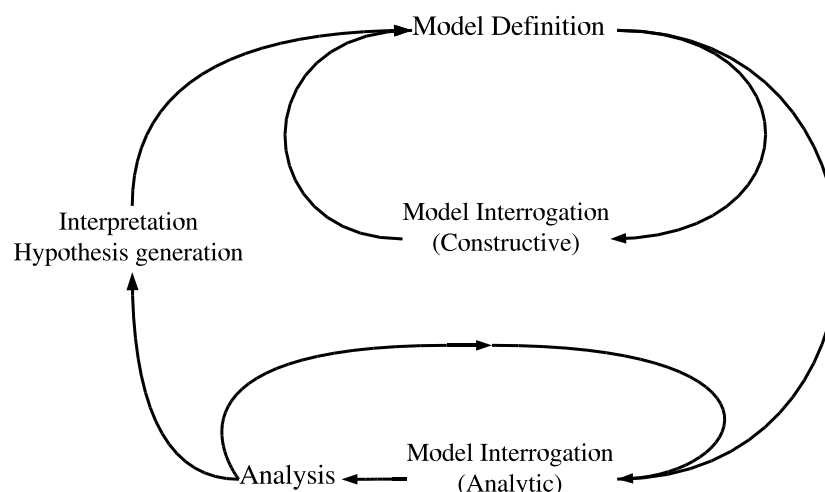 Model Definition
Model Interrogation
(Constructive)
Interpretation
Hypothesis generation
Model Interrogation
(Analytic)
Analysis